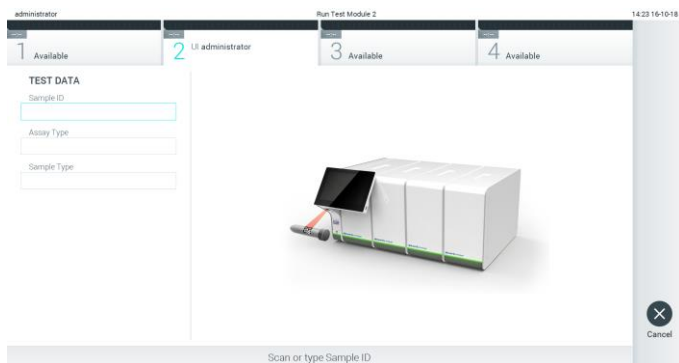 administrator
Run Test Module 2
14:23 16-10-18
1 Available
2 UI administrator
3 Available
4 Available
TEST DATA
Sample ID
Assay Type
Sample Type
Cancel
Scan or type Sample ID